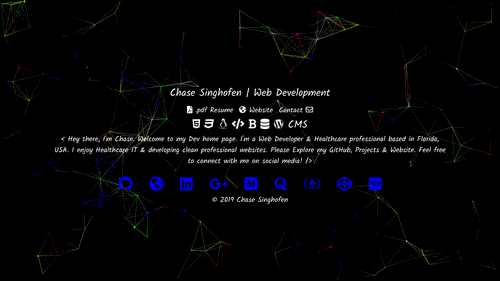 Chase Singhofen | Web Development
.pdf Resume Website Contact
CMS
< Hey there, I'm Chase. Welcome to my Dev home page. I'm a Web Developer & Healthcare professional based in Florida,
USA. I enjoy Healthcare IT & developing clean professional websites. Please Explore my GitHub, Projects & Website. Feel free
to connect with me on social media! />
© 2019 Chase Singhofen